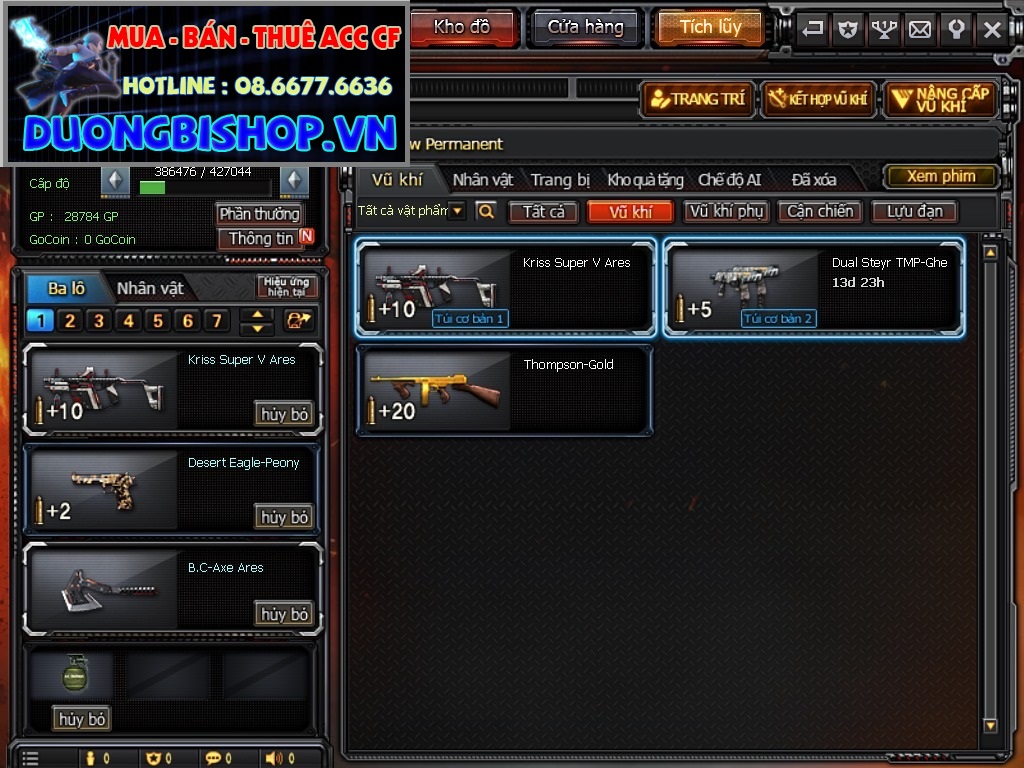 MUA - BÁN - THUÊ ACC CF
HOTLINE : 08.6677.6636
DUONGBISHOP.VN
Kho đồ
Cửa hàng
Tích lũy
TRANG TRÍ
KẾT HỢP VŨ KHÍ
NÂNG CẤP
VŨ KHÍ
w Permanent
386476 / 427044
Cấp độ
GP : 28784 GP
Phần thưởng
GoCoin : 0 GoCoin
Thông tin N
Vũ khí
Nhân vật
Trang bị
Kho quà tặng
Chế độ AI
Đã xóa
Xem phim
Tất cả vật phẩm
Tất cả
Vũ khí
Vũ khí phụ
Cận chiến
Lựu đạn
Ba lô
Nhân vật
Hiệu ứng
hiện tại
1 2 3 4 5 6 7
Kriss Super V Ares
+10
hủy bỏ
Desert Eagle-Peony
+2
hủy bỏ
B.C-Axe Ares
hủy bỏ
hủy bỏ
0 0 0 0
Kriss Super V Ares
+10
Túi cơ bản 1
Dual Steyr TMP-Ghe
13d 23h
+5
Túi cơ bản 2
Thompson-Gold
+20